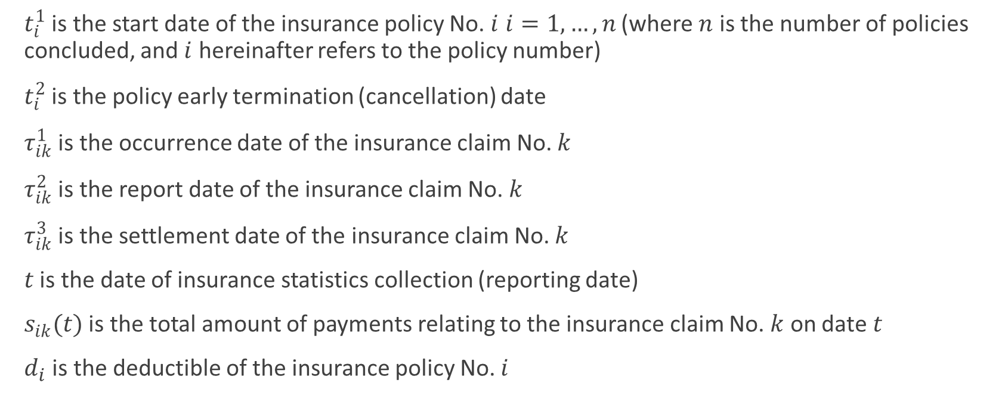 t_i^1 is the start date of the insurance policy No. i i = 1, …, n (where n is the number of policies
concluded, and i hereinafter refers to the policy number)
t_i^2 is the policy early termination (cancellation) date
τ_{ik}^1 is the occurrence date of the insurance claim No. k
τ_{ik}^2 is the report date of the insurance claim No. k
τ_{ik}^3 is the settlement date of the insurance claim No. k
t is the date of insurance statistics collection (reporting date)
s_{ik}(t) is the total amount of payments relating to the insurance claim No. k on date t
d_i is the deductible of the insurance policy No. i